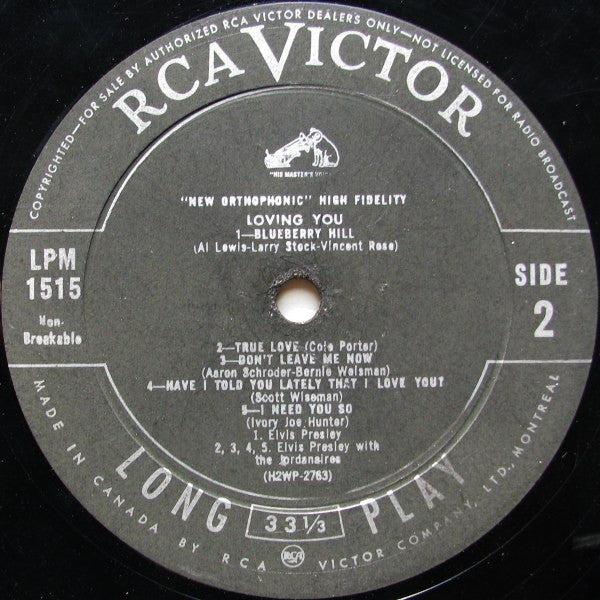 COPYRIGHTED—FOR SALE BY AUTHORIZED RCA VICTOR DEALERS ONLY—NOT LICENSED FOR RADIO BROADCAST
RCA VICTOR
"HIS MASTER'S VOICE"
"NEW ORTHOPHONIC" HIGH FIDELITY
LOVING YOU
1—BLUEBERRY HILL
(Al Lewis-Larry Stock-Vincent Rose)
LPM
1515
Non-
Breakable
SIDE
2
2—TRUE LOVE (Cole Porter)
3—DON'T LEAVE ME NOW
(Aaron Schroder-Bernie Weisman)
4—HAVE I TOLD YOU LATELY THAT I LOVE YOU?
(Scott Wiseman)
5—I NEED YOU SO
(Ivory Joe Hunter)
1. Elvis Presley
2, 3, 4, 5. Elvis Presley with
the Jordanaires
(H2WP-2763)
LONG 33 1/3 PLAY
MADE IN CANADA BY RCA VICTOR COMPANY, LTD., MONTREAL
RCA